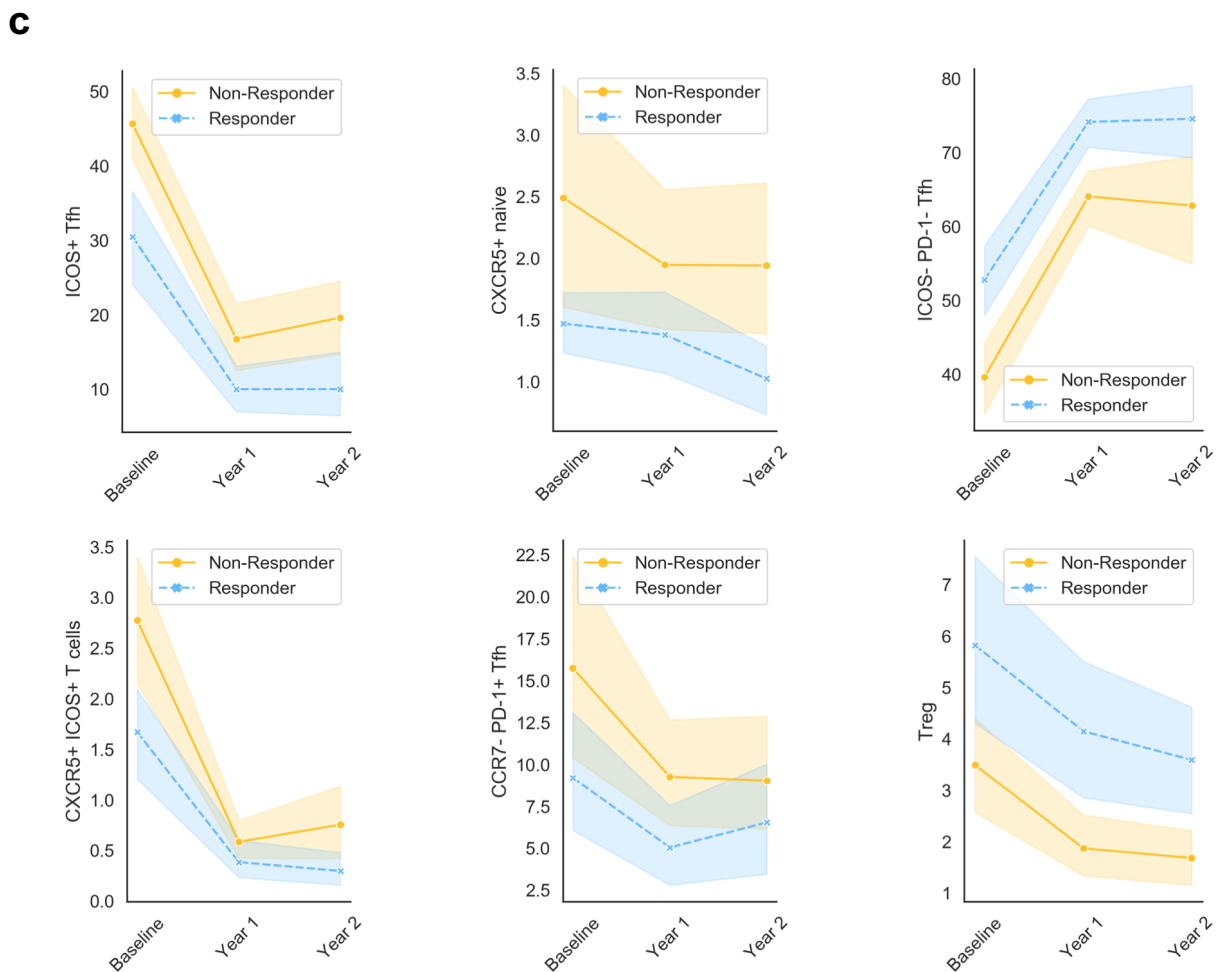 c
ICOS+ Tfh
50
40
30
20
10
Non-Responder
Responder
Baseline
Year 1
Year 2
CXCR5+ naive
3.5
3.0
2.5
2.0
1.5
1.0
Non-Responder
Responder
Baseline
Year 1
Year 2
ICOS- PD-1- Tfh
80
70
60
50
40
Non-Responder
Responder
Baseline
Year 1
Year 2
CXCR5+ ICOS+ T cells
3.5
3.0
2.5
2.0
1.5
1.0
0.5
0.0
Non-Responder
Responder
Baseline
Year 1
Year 2
CCR7- PD-1+ Tfh
22.5
20.0
17.5
15.0
12.5
10.0
7.5
5.0
2.5
Non-Responder
Responder
Baseline
Year 1
Year 2
Treg
7
6
5
4
3
2
1
Non-Responder
Responder
Baseline
Year 1
Year 2